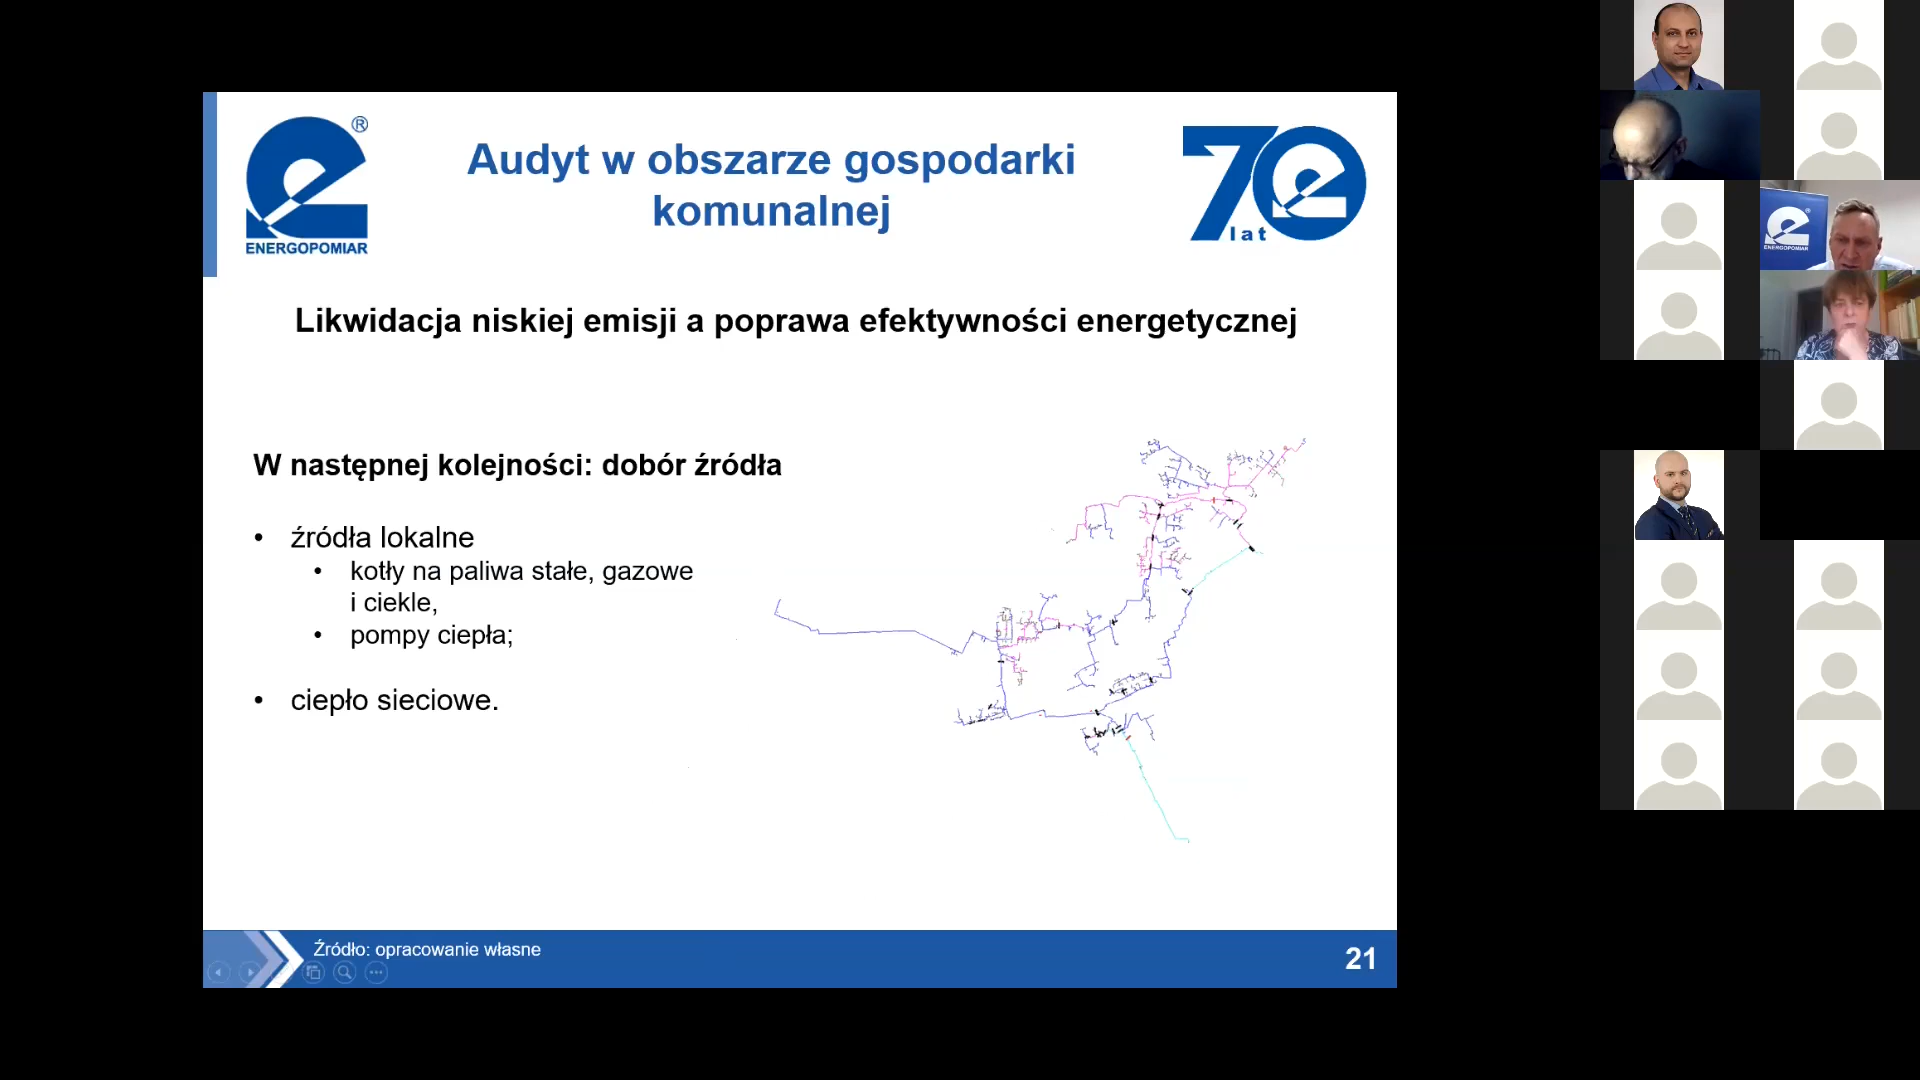 ®
ENERGOPOMIAR
Audyt w obszarze gospodarki
komunalnej
70
lat
Likwidacja niskiej emisji a poprawa efektywności energetycznej
W następnej kolejności: dobór źródła
• źródła lokalne
• kotły na paliwa stałe, gazowe
i ciekle,
• pompy ciepła;
• ciepło sieciowe.
Źródło: opracowanie własne
21
ENERGOPOMIAR